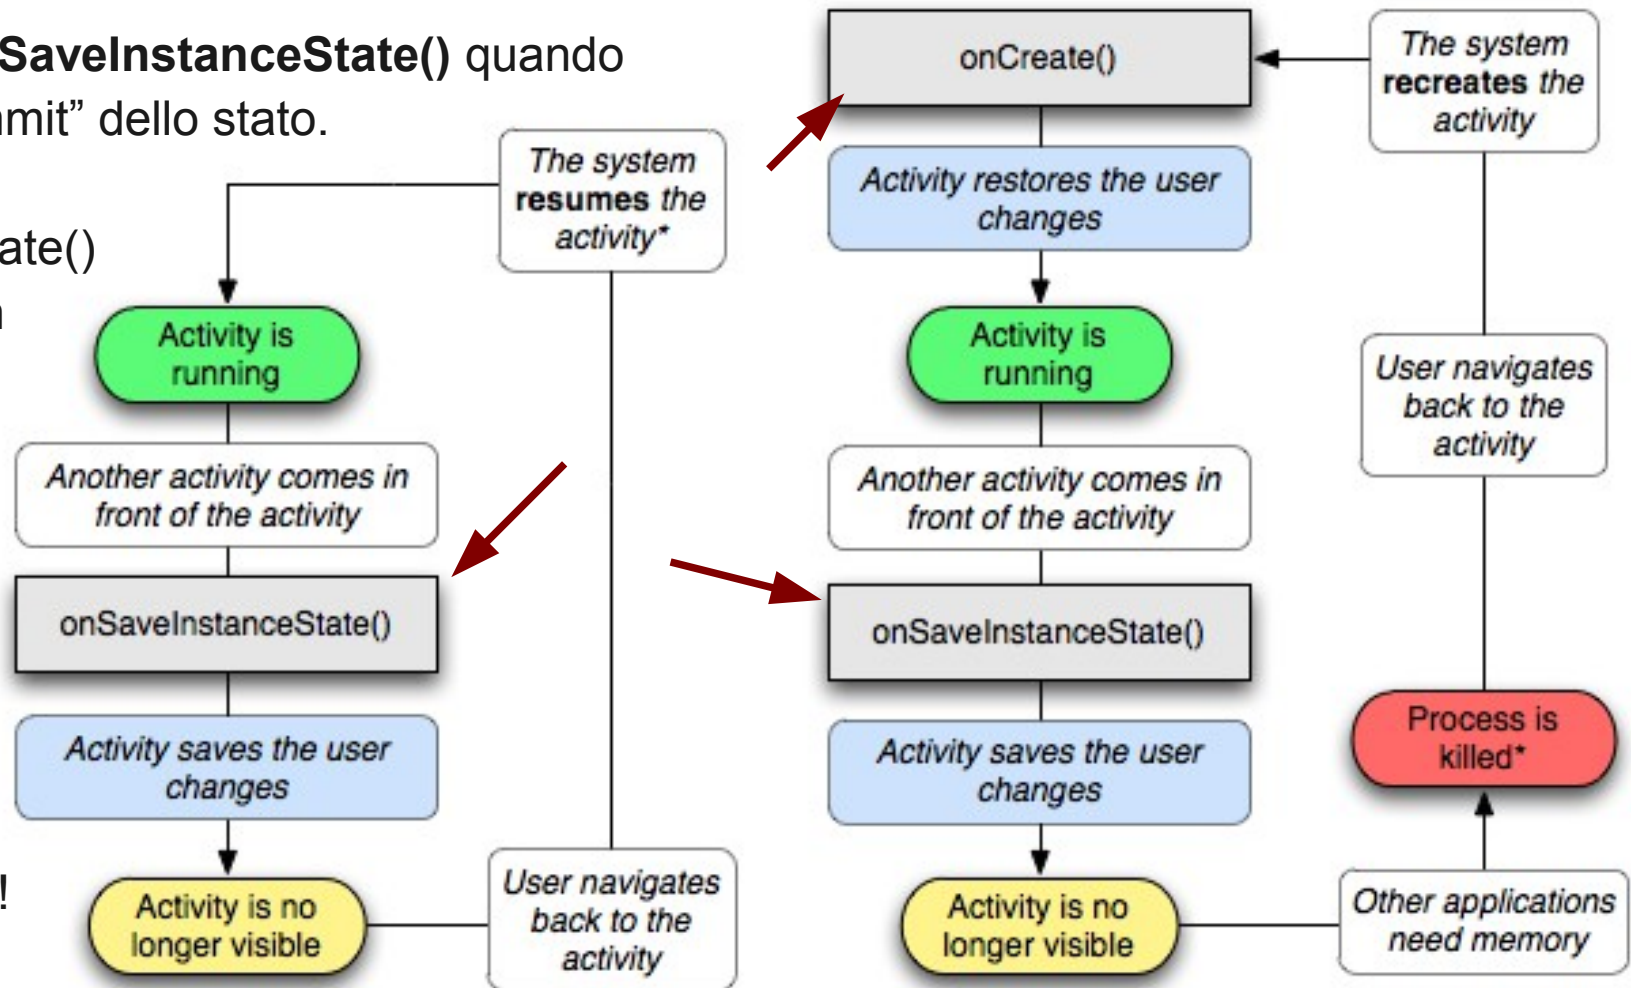 SaveInstanceState() quando
mit” dello stato.
ate()
!
The system
resumes the
activity*
Activity is
running
Another activity comes in
front of the activity
onSaveInstanceState()
Activity saves the user
changes
Activity is no
longer visible
User navigates
back to the
activity
onCreate()
Activity restores the user
changes
Activity is
running
Another activity comes in
front of the activity
onSaveInstanceState()
Activity saves the user
changes
Activity is no
longer visible
Other applications
need memory
Process is
killed*
User navigates
back to the
activity
The system
recreates the
activity